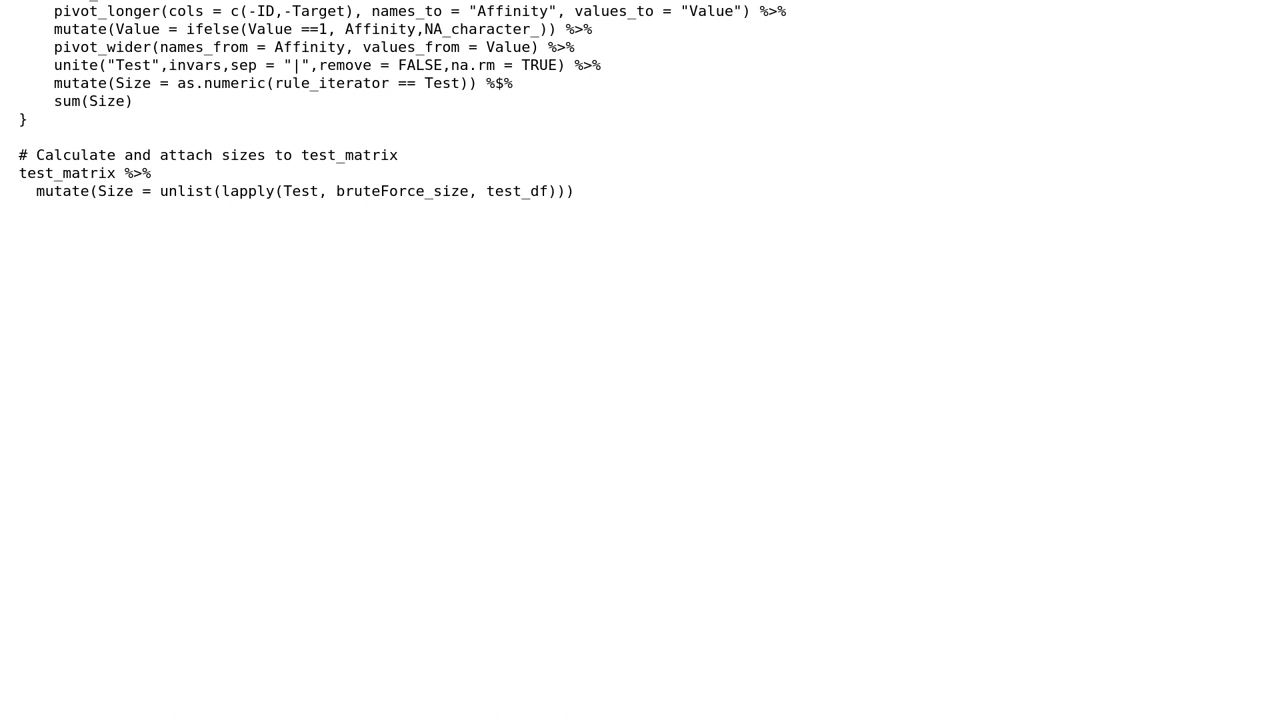 pivot_longer(cols = c(-ID,-Target), names_to = "Affinity", values_to = "Value") %>%
mutate(Value = ifelse(Value ==1, Affinity,NA_character_)) %>%
pivot_wider(names_from = Affinity, values_from = Value) %>%
unite("Test",invars,sep = "|",remove = FALSE,na.rm = TRUE) %>%
mutate(Size = as.numeric(rule_iterator == Test)) %$%
sum(Size)
}
# Calculate and attach sizes to test_matrix
test_matrix %>%
mutate(Size = unlist(lapply(Test, bruteForce_size, test_df)))